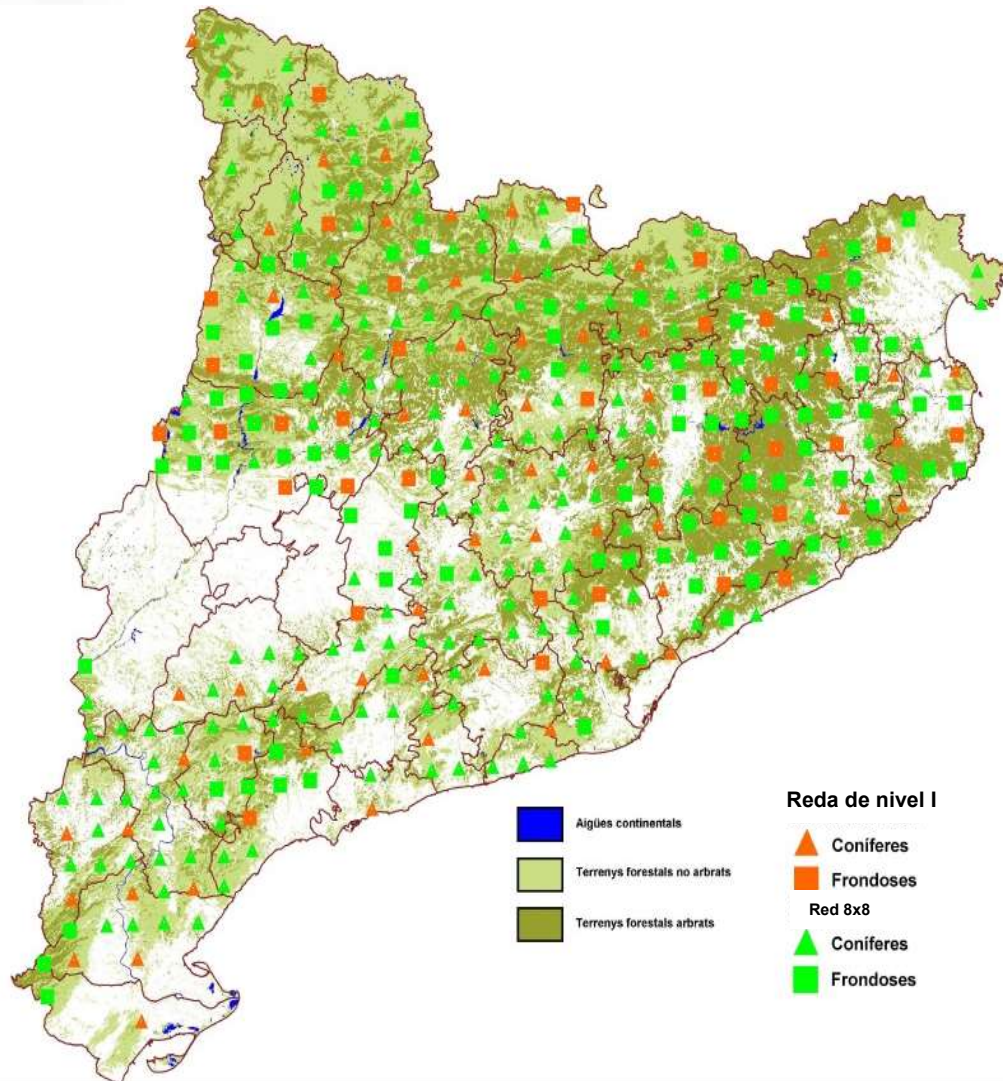 Aigües continentals
Terrenys forestals no arbrats
Terrenys forestals arbrats
Reda de nivel I
Coníferes
Frondoses
Red 8x8
Coníferes
Frondoses